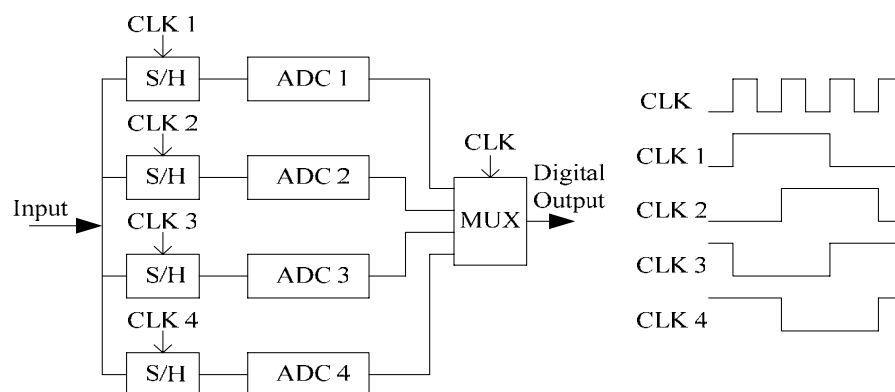 CLK 1
S/H
ADC 1
CLK 2
S/H
ADC 2
CLK 3
S/H
ADC 3
CLK 4
S/H
ADC 4
Input
CLK
MUX
Digital
Output
CLK
CLK 1
CLK 2
CLK 3
CLK 4